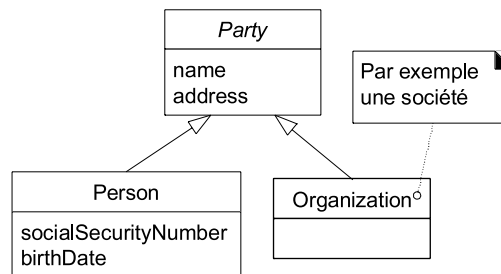 Party
name
address
Par exemple
une société
Person
socialSecurityNumber
birthDate
Organization